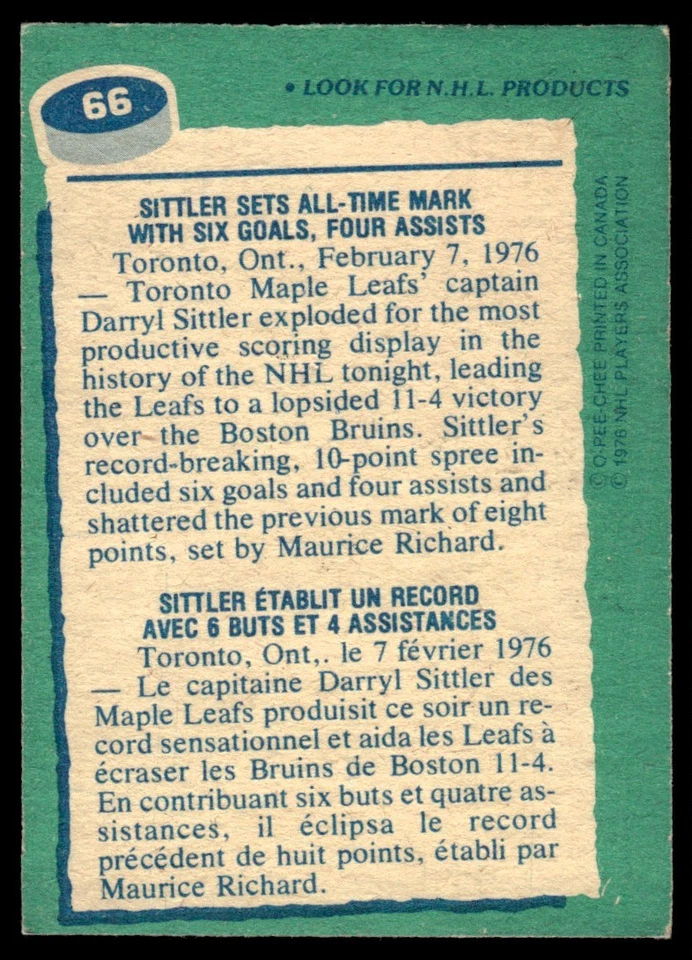 66
• LOOK FOR N.H.L. PRODUCTS
SITTLER SETS ALL-TIME MARK
WITH SIX GOALS, FOUR ASSISTS
Toronto, Ont., February 7, 1976
— Toronto Maple Leafs' captain
Darryl Sittler exploded for the most
productive scoring display in the
history of the NHL tonight, leading
the Leafs to a lopsided 11-4 victory
over the Boston Bruins. Sittler's
record-breaking, 10-point spree in-
cluded six goals and four assists and
shattered the previous mark of eight
points, set by Maurice Richard.
SITTLER ÉTABLIT UN RECORD
AVEC 6 BUTS ET 4 ASSISTANCES
Toronto, Ont,. le 7 février 1976
— Le capitaine Darryl Sittler des
Maple Leafs produisit ce soir un re-
cord sensationnel et aida les Leafs à
écraser les Bruins de Boston 11-4.
En contribuant six buts et quatre as-
sistances, il éclipsa le record
précédent de huit points, établi par
Maurice Richard.
© O-PEE-CHEE PRINTED IN CANADA
© 1976 NHL PLAYERS ASSOCIATION